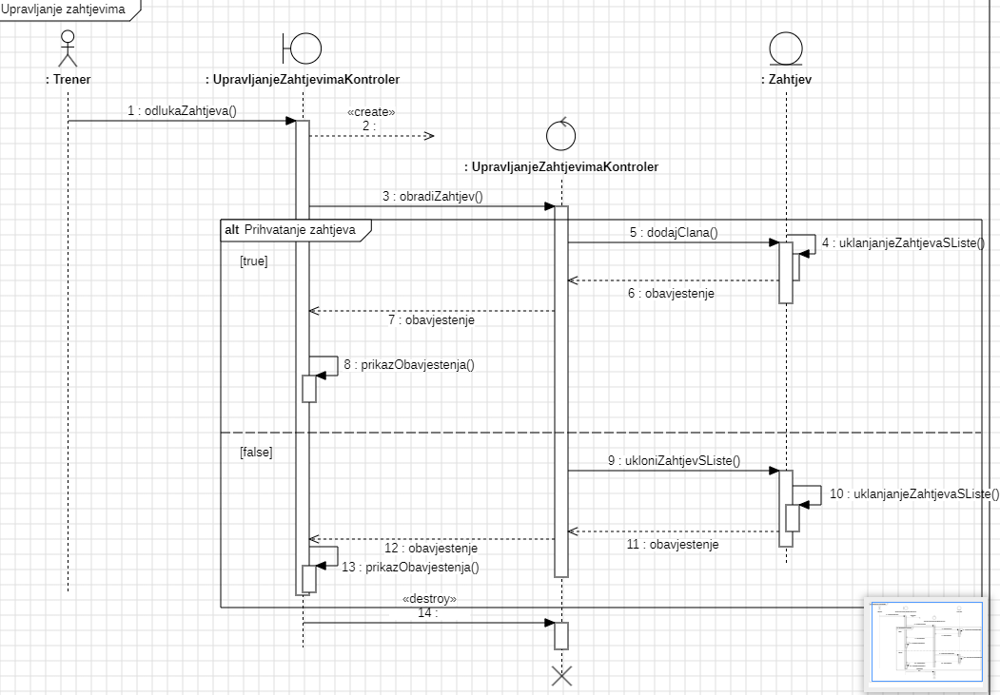 Upravljanje zahtjevima
: Trener
: UpravljanjeZahtjevimaKontroler
: Zahtjev
1 : odlukaZahtjeva()
«create»
2 :
: UpravljanjeZahtjevimaKontroler
3 : obradiZahtjev()
alt Prihvatanje zahtjeva
5 : dodajClana()
4 : uklanjanjeZahtjevaSListe()
[true]
6 : obavjestenje
7 : obavjestenje
8 : prikazObavjestenja()
[false]
9 : ukloniZahtjevSListe()
10 : uklanjanjeZahtjevaSListe()
11 : obavjestenje
12 : obavjestenje
13 : prikazObavjestenja()
«destroy»
14 :